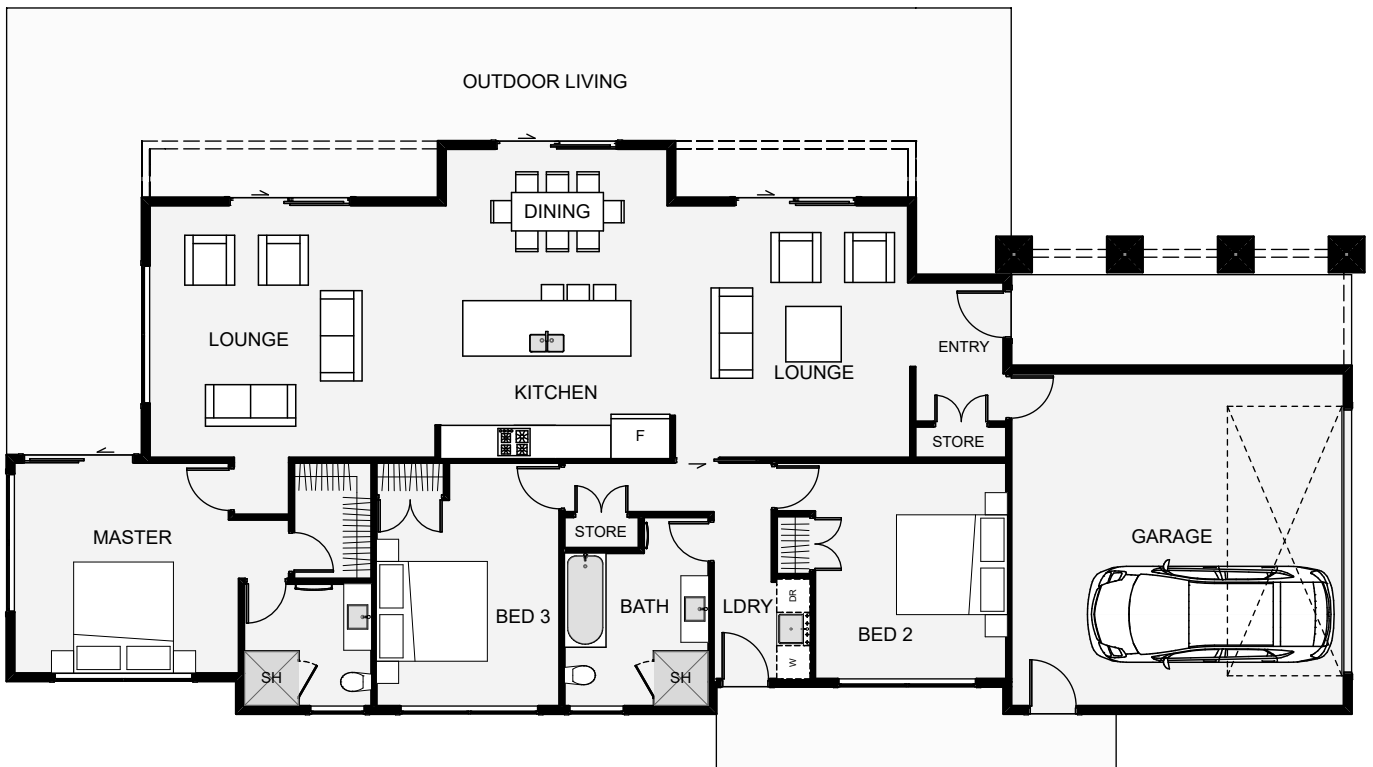 OUTDOOR LIVING
DINING
LOUNGE
ENTRY
LOUNGE
KITCHEN
F
STORE
STORE
MASTER
GARAGE
DR
BED 3
BATH
LDRY
BED 2
W
SH
SH